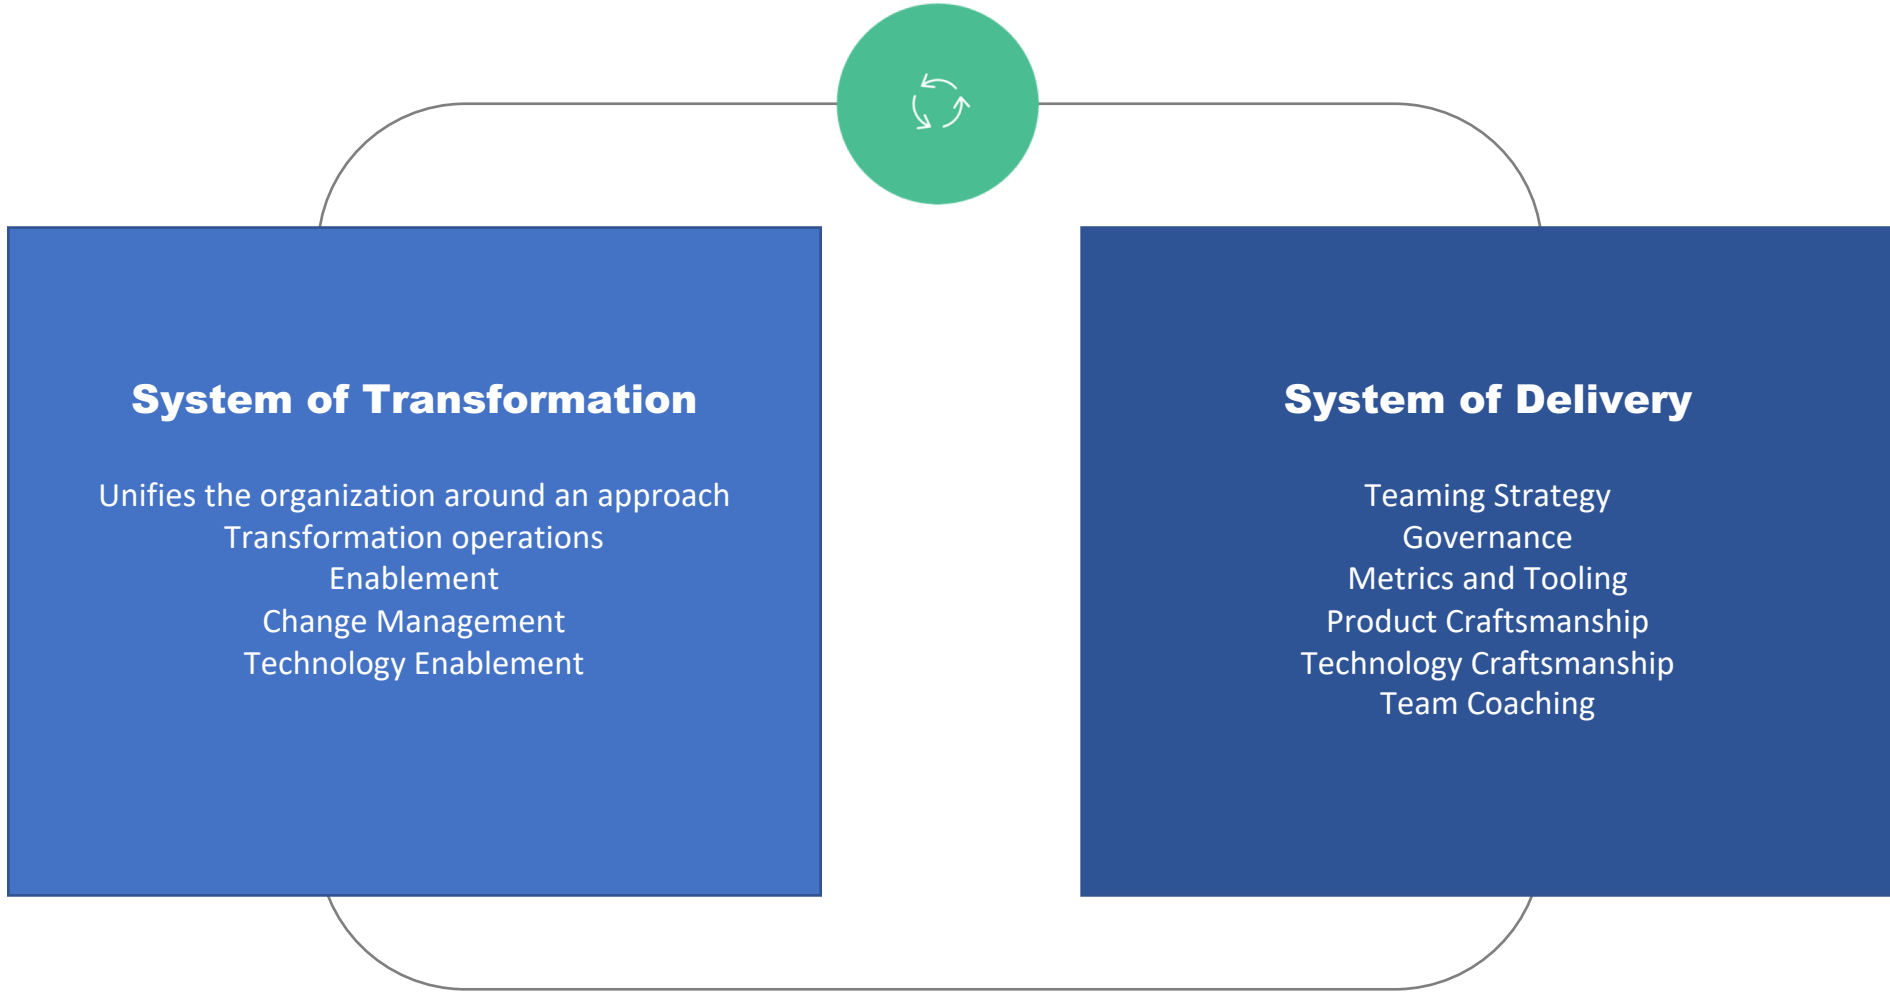 System of Transformation
Unifies the organization around an approach
Transformation operations
Enablement
Change Management
Technology Enablement
System of Delivery
Teaming Strategy
Governance
Metrics and Tooling
Product Craftsmanship
Technology Craftsmanship
Team Coaching